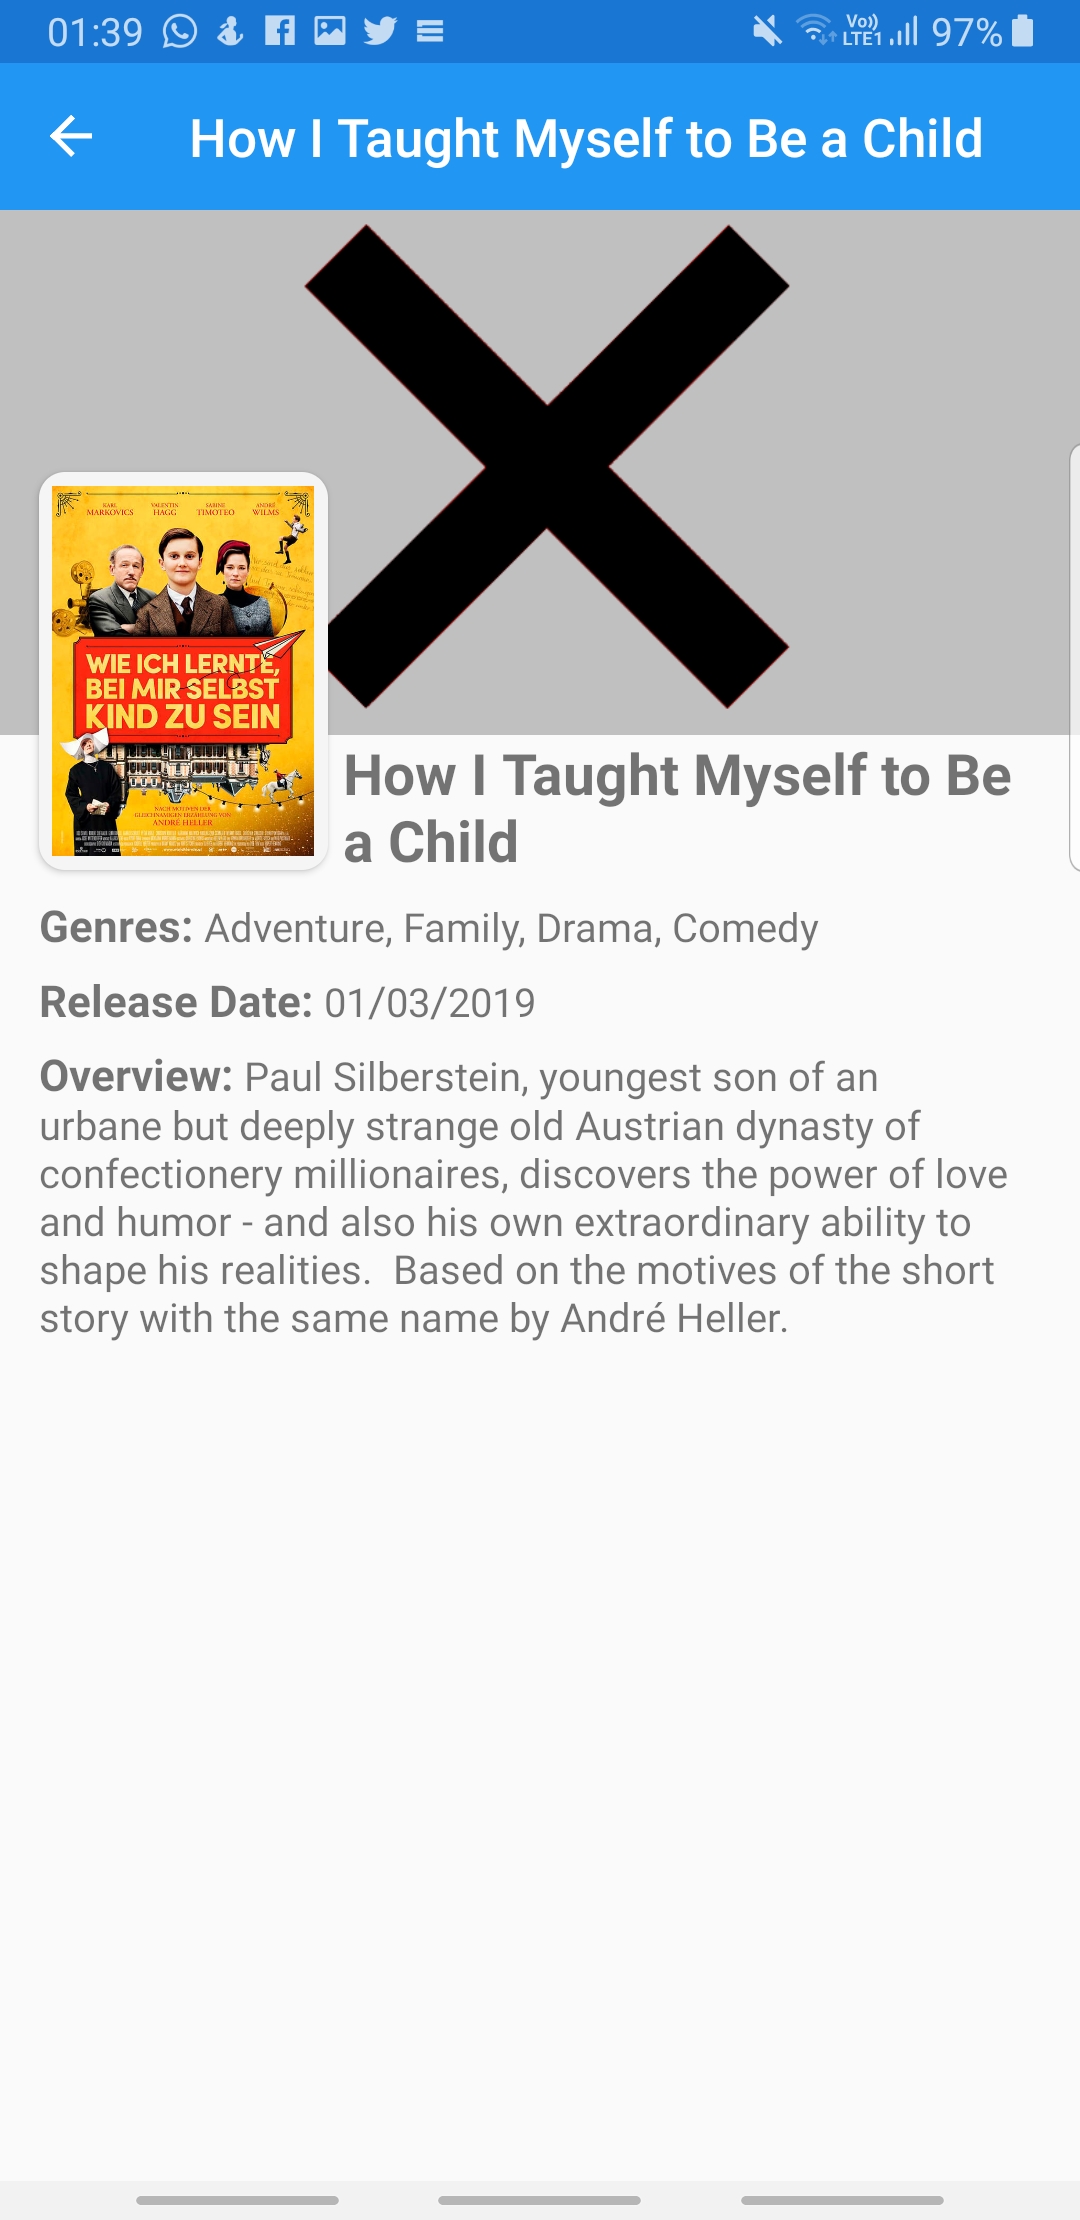 01:39
Vo)) LTE1 97%
How I Taught Myself to Be a Child
KARL MARKOVICS
VALENTIN HAGG
SABINE TIMOTEO
ANDRÉ WILMS
WIE ICH LERNTE,
BEI MIR SELBST
KIND ZU SEIN
NACH MOTIVEN DER
GLEICHNAMIGEN ERZÄHLUNG VON
ANDRÉ HELLER
How I Taught Myself to Be
a Child
Genres: Adventure, Family, Drama, Comedy
Release Date: 01/03/2019
Overview: Paul Silberstein, youngest son of an
urbane but deeply strange old Austrian dynasty of
confectionery millionaires, discovers the power of love
and humor - and also his own extraordinary ability to
shape his realities.  Based on the motives of the short
story with the same name by André Heller.